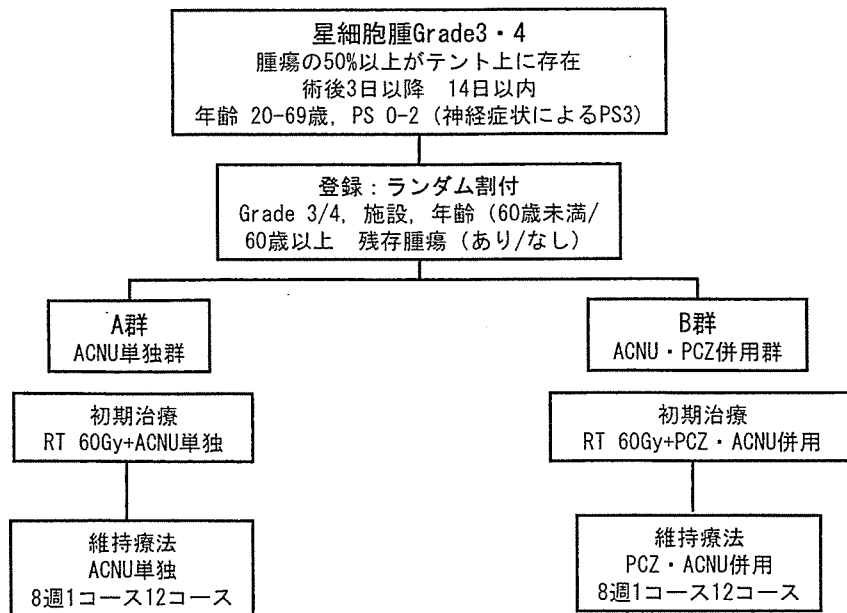 星細胞腫Grade3・4
腫瘍の50%以上がテント上に存在
術後3日以降 14日以内
年齢 20-69歳, PS 0-2 (神経症状によるPS3)
登録：ランダム割付
Grade 3/4, 施設, 年齢 (60歳未満/
60歳以上 残存腫瘍 (あり/なし)
A群
ACNU単独群
B群
ACNU・PCZ併用群
初期治療
RT 60Gy+ACNU単独
初期治療
RT 60Gy+PCZ・ACNU併用
維持療法
ACNU単独
8週1コース12コース
維持療法
PCZ・ACNU併用
8週1コース12コース